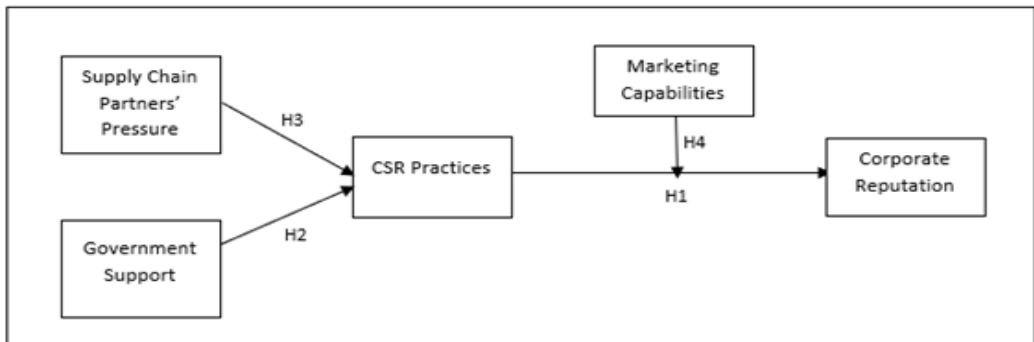 Supply Chain
Partners'
Pressure
H3
Government
Support
H2
CSR Practices
Marketing
Capabilities
H4
H1
Corporate
Reputation